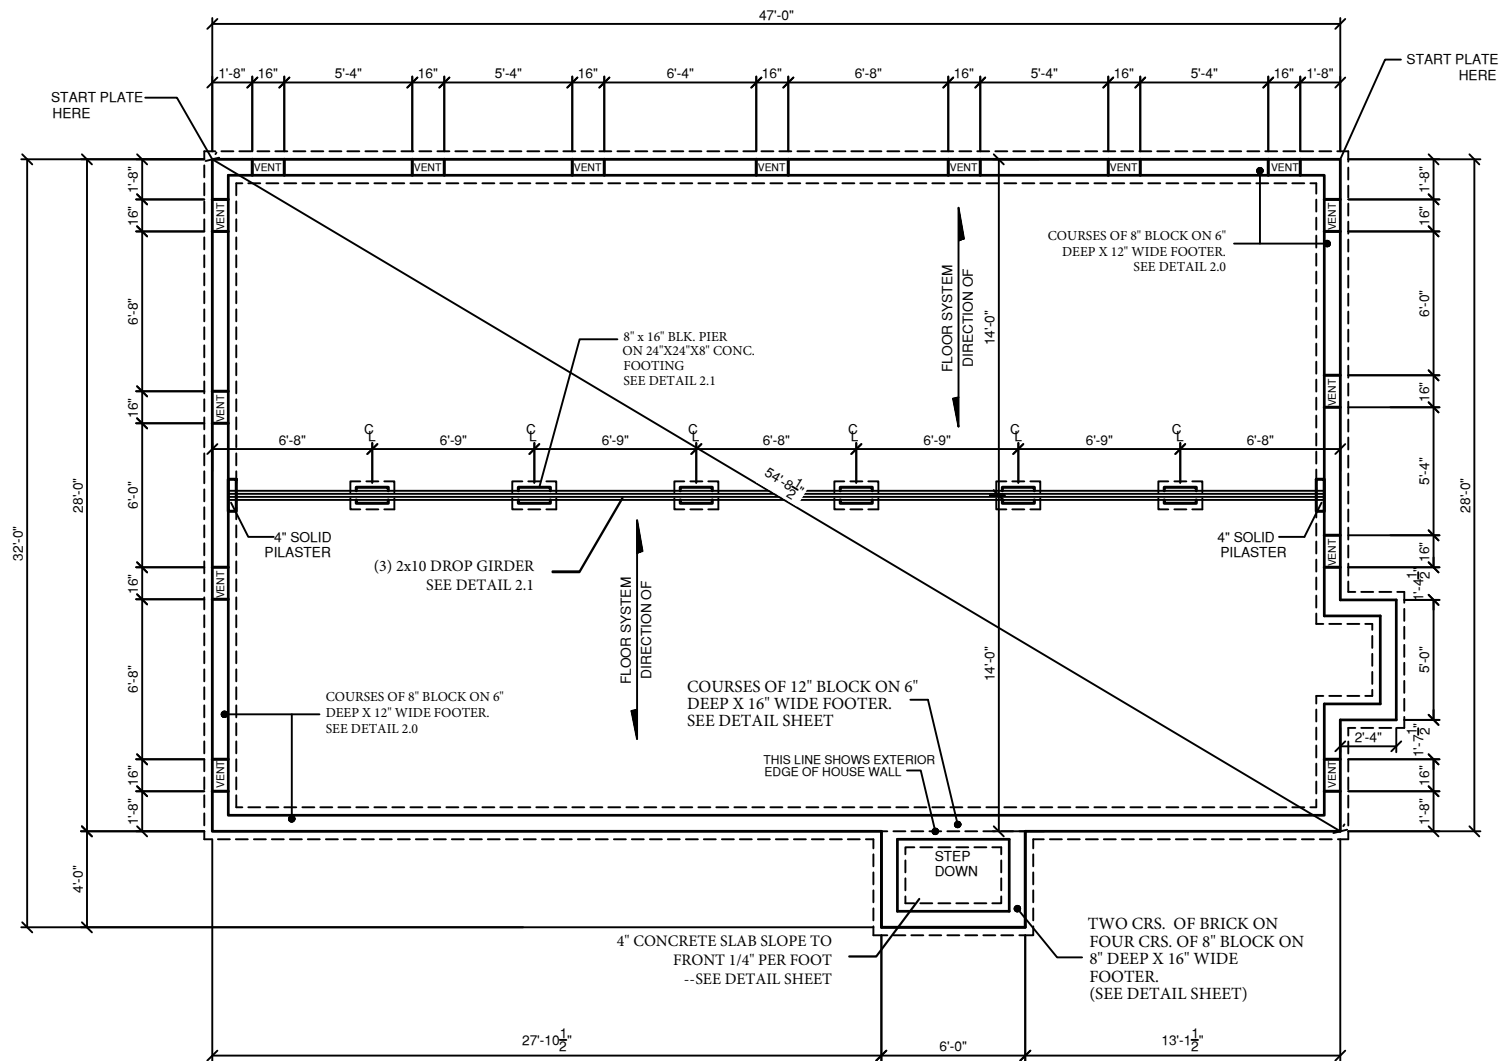 47'-0"
1'-8" 16" 5'-4" 16" 5'-4" 16" 6'-4" 16" 6'-8" 16" 5'-4" 16" 5'-4" 16" 1'-8"
START PLATE
HERE
START PLATE
HERE
VENT VENT VENT VENT VENT VENT VENT
32'-0"
28'-0"
4'-0"
1'-8"
16"
6'-8"
16"
6'-0"
16"
6'-8"
16"
1'-8"
VENT
VENT
VENT
VENT
COURSES OF 8" BLOCK ON 6"
DEEP X 12" WIDE FOOTER.
SEE DETAIL 2.0
FLOOR SYSTEM
DIRECTION OF
14'-0"
8" x 16" BLK. PIER
ON 24"X24"X8" CONC.
FOOTING
SEE DETAIL 2.1
CL CL CL CL CL CL
6'-8" 6'-9" 6'-9" 6'-8" 6'-9" 6'-9" 6'-8"
54'-8 1/2"
4" SOLID
PILASTER
(3) 2x10 DROP GIRDER
SEE DETAIL 2.1
FLOOR SYSTEM
DIRECTION OF
4" SOLID
PILASTER
14'-0"
COURSES OF 8" BLOCK ON 6"
DEEP X 12" WIDE FOOTER.
SEE DETAIL 2.0
COURSES OF 12" BLOCK ON 6"
DEEP X 16" WIDE FOOTER.
SEE DETAIL SHEET
THIS LINE SHOWS EXTERIOR
EDGE OF HOUSE WALL
VENT
VENT
VENT
VENT
1'-8"
16"
6'-0"
16"
5'-4"
16"
1'-4 1/2"
5'-0"
1'-7 1/2"
16"
1'-8"
28'-0"
2'-4"
STEP
DOWN
4" CONCRETE SLAB SLOPE TO
FRONT 1/4" PER FOOT
--SEE DETAIL SHEET
TWO CRS. OF BRICK ON
FOUR CRS. OF 8" BLOCK ON
8" DEEP X 16" WIDE
FOOTER.
(SEE DETAIL SHEET)
27'-10 1/2" 6'-0" 13'-1 1/2"